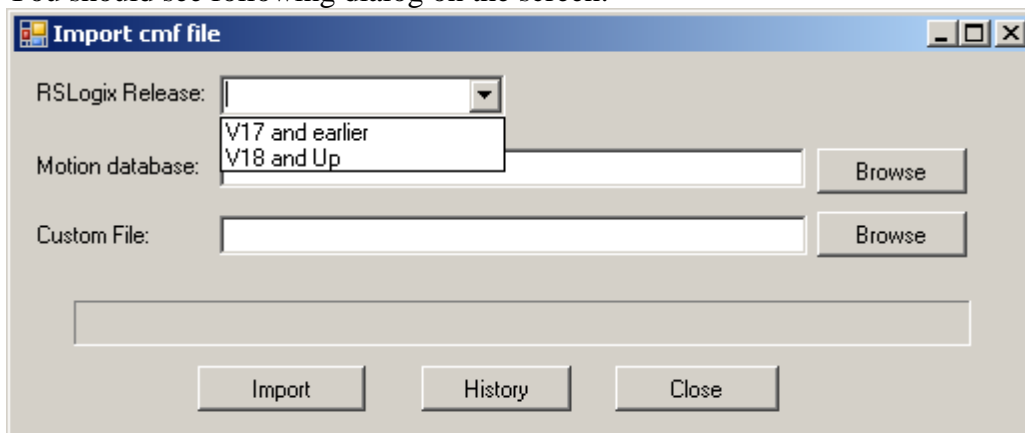 You should see following dialog on the screen:
Import cmf file
RSLogix Release:
V17 and earlier
V18 and Up
Motion database:
Browse
Custom File:
Browse
Import
History
Close